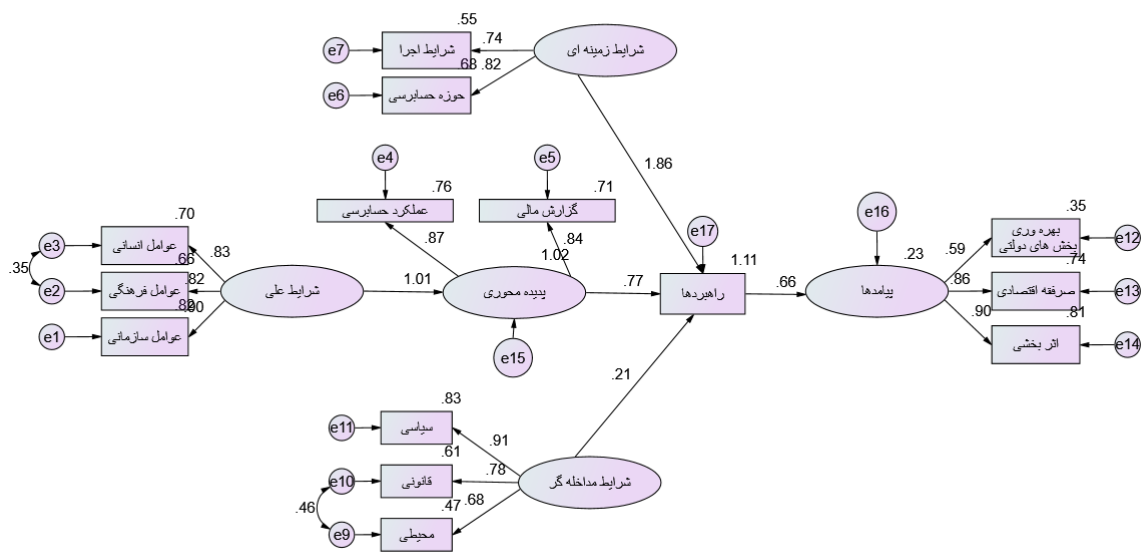 .55
e7
شرایط اجرا
.74
شرایط زمینه ای
.68
.82
e6
حوزه حسابرسی
e4
e5
1.86
.76
.71
عملکرد حسابرسی
گزارش مالی
e16
.70
.87
.84
e17
.35
e3
عوامل انسانی
.83
1.02
.23
.59
بهره وری
بخش های دولتی
e12
.35
.66
.82
1.11
.86
.74
e2
عوامل فرهنگی
شرایط علی
1.01
پدیده محوری
.77
راهبردها
.66
پیامدها
صرفقه اقتصادی
e13
.90
.90
.81
e1
عوامل سازمانی
e15
اثر بخشی
e14
.21
.83
e11
سیاسی
.91
.61
e10
قانونی
.78
شرایط مداخله گر
.46
.47
.68
e9
محیطی